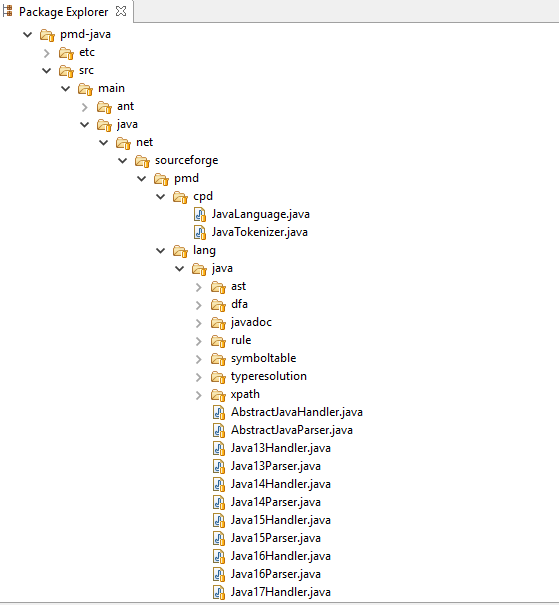 Package Explorer
pmd-java
etc
src
main
ant
java
net
sourceforge
pmd
cpd
JavaLanguage.java
JavaTokenizer.java
lang
java
ast
dfa
javadoc
rule
symboltable
typeresolution
xpath
AbstractJavaHandler.java
AbstractJavaParser.java
Java13Handler.java
Java13Parser.java
Java14Handler.java
Java14Parser.java
Java15Handler.java
Java15Parser.java
Java16Handler.java
Java16Parser.java
Java17Handler.java